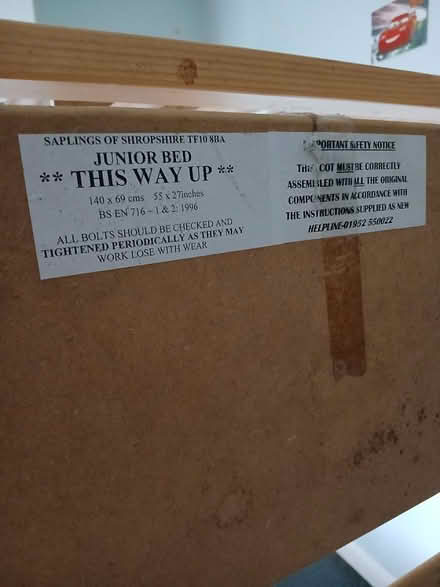 SAPLINGS OF SHROPSHIRE TF10 8BA
JUNIOR BED
** THIS WAY UP **
140 x 69 cms 55 x 27inches
BS EN 716 – 1 & 2: 1996
ALL BOLTS SHOULD BE CHECKED AND
TIGHTENED PERIODICALLY AS THEY MAY
WORK LOSE WITH WEAR
PORTANT SAFETY NOTICE
THIS COT MUST BE CORRECTLY
ASSEMBLED WITH ALL THE ORIGINAL
COMPONENTS IN ACCORDANCE WITH
THE INSTRUCTIONS SUPPLIED AS NEW
HELPLINE-01952 550022